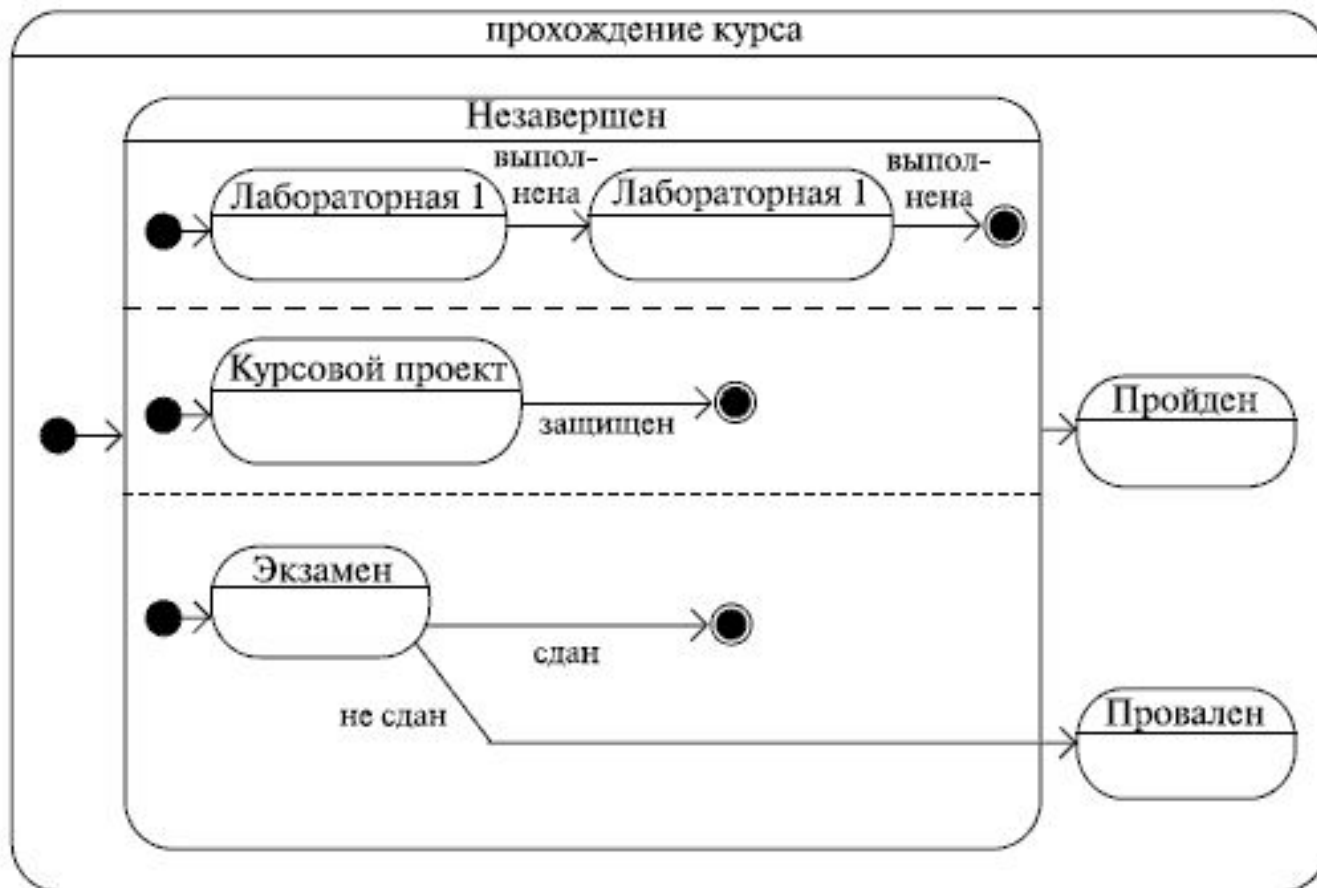 прохождение курса
Незавершен
Лабораторная 1
выпол-
нена
Лабораторная 1
выпол-
нена
Курсовой проект
защищен
Пройден
Экзамен
сдан
не сдан
Провален